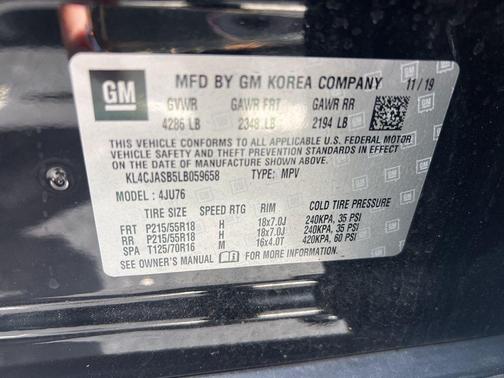 GM MFD BY GM KOREA COMPANY 11/19
GVWR GAWR FRT GAWR RR
4286 LB 2348 LB 2194 LB
THIS VEHICLE CONFORMS TO ALL APPLICABLE U.S. FEDERAL MOTOR
VEHICLE SAFETY, BUMPER, AND THEFT PREVENTION STANDARDS IN EFFECT
ON THE DATE OF MANUFACTURE SHOWN ABOVE.
KL4CJASB5LB059658 TYPE: MPV
MODEL: 4JU76
TIRE SIZE SPEED RTG RIM COLD TIRE PRESSURE
FRT P215/55R18 H 18x7.0J 240KPA, 35 PSI
RR P215/55R18 H 18x7.0J 240KPA, 35 PSI
SPA T125/70R16 M 16x4.0T 420KPA, 60 PSI
SEE OWNER'S MANUAL FOR MORE INFORMATION.